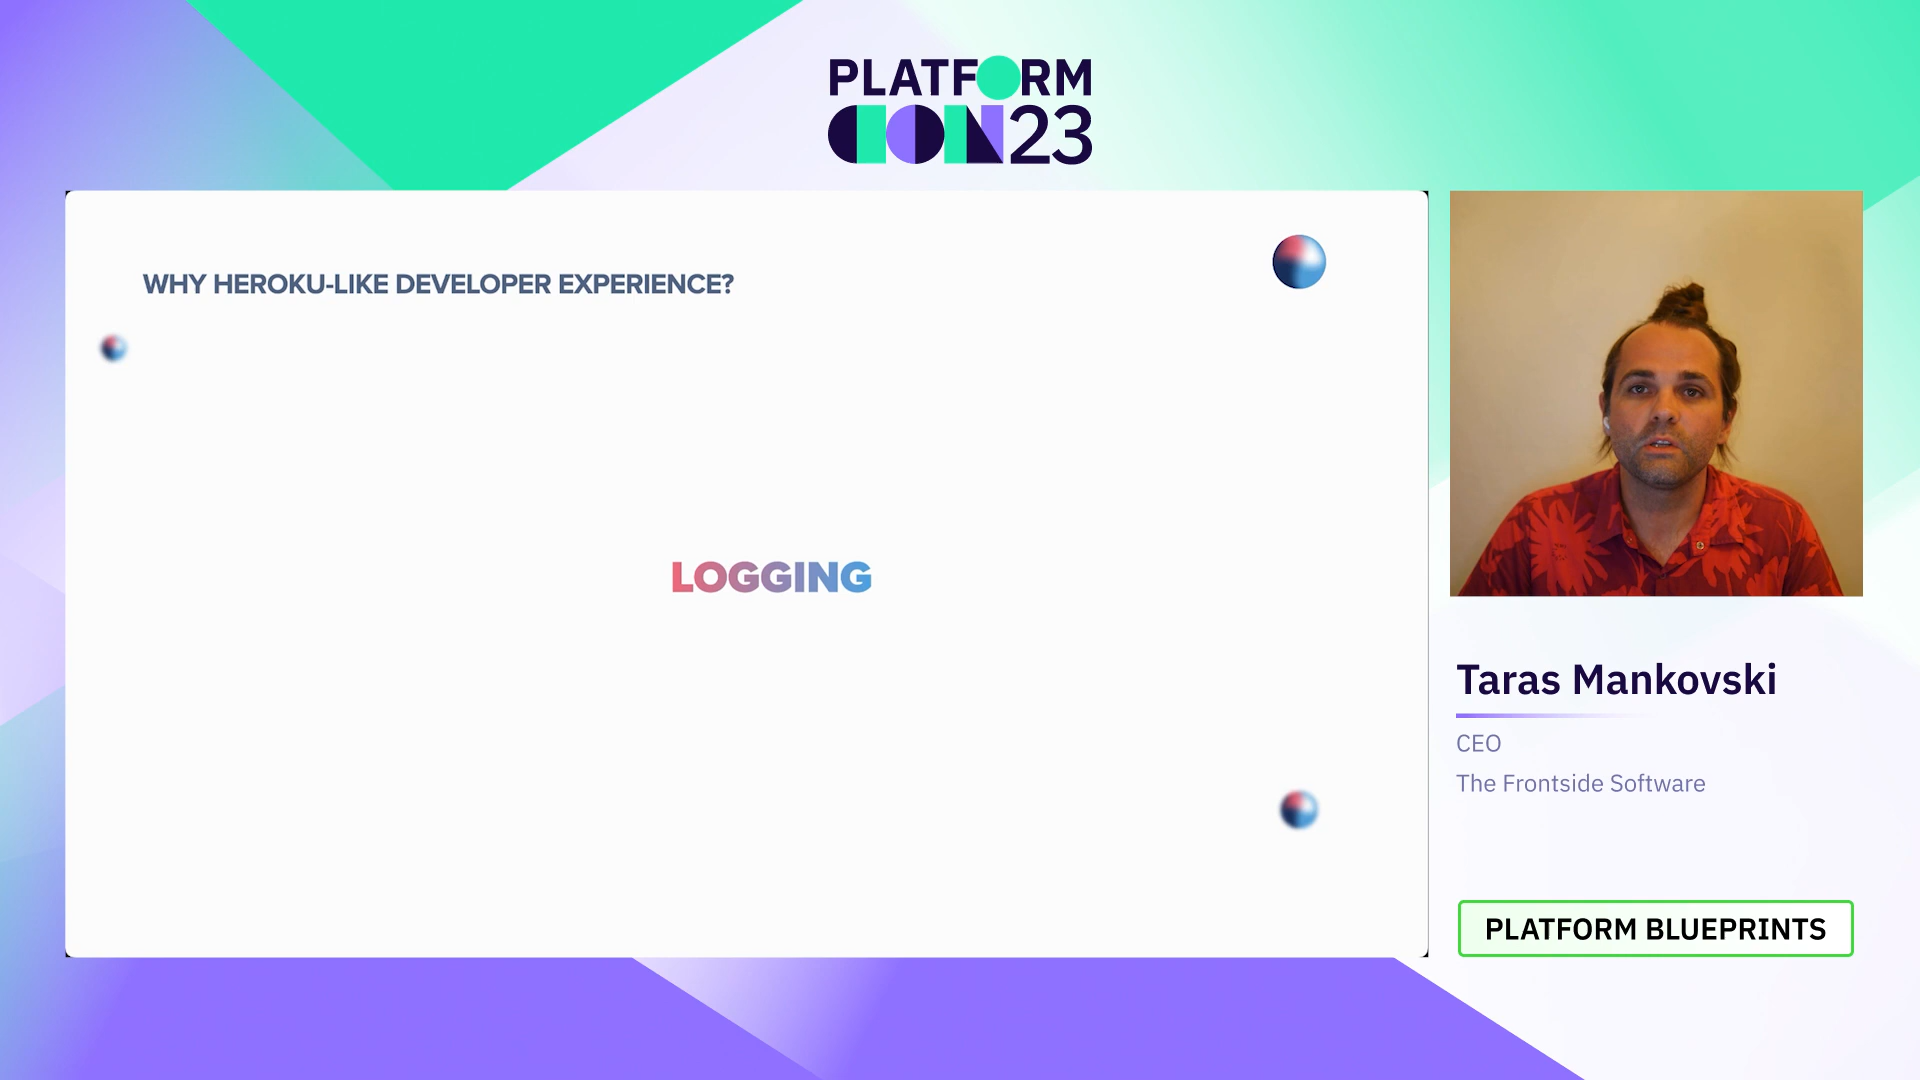 PLATFORM
CON23
WHY HEROKU-LIKE DEVELOPER EXPERIENCE?
LOGGING
Taras Mankovski
CEO
The Frontside Software
PLATFORM BLUEPRINTS